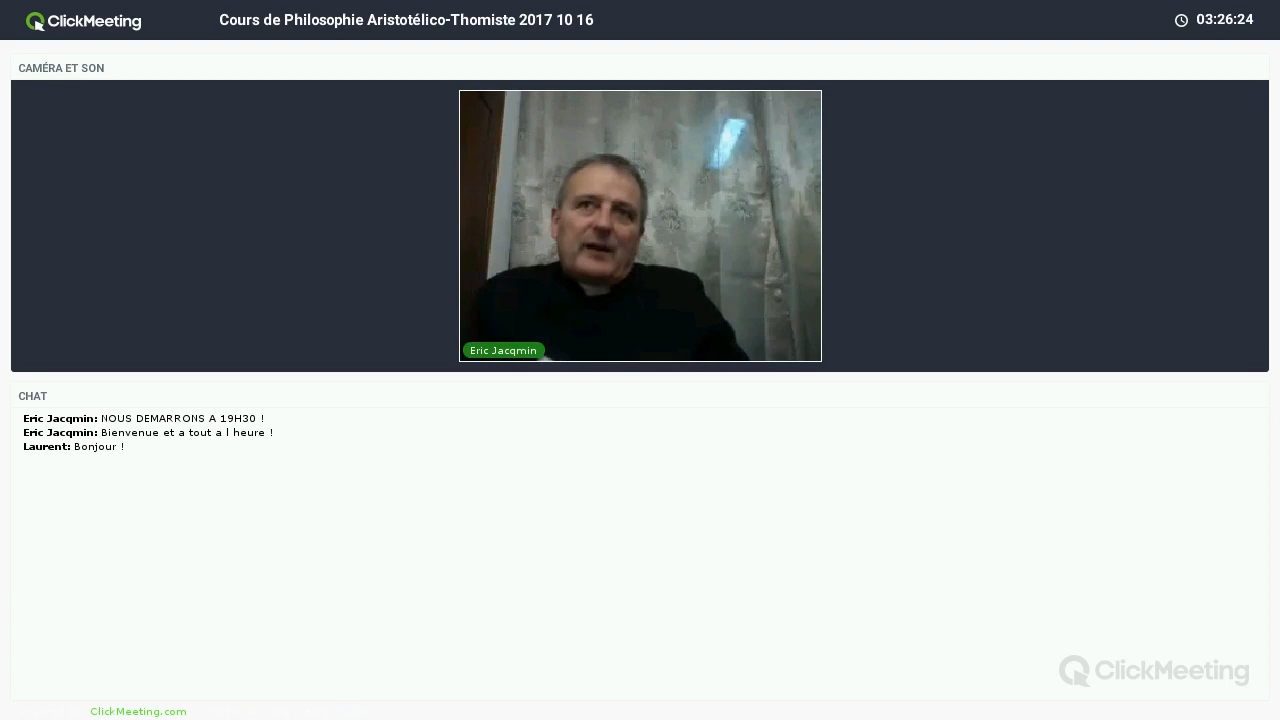 ClickMeeting
Cours de Philosophie Aristotélico-Thomiste 2017 10 16
03:26:24
CAMÉRA ET SON
Eric Jacqmin
CHAT
Eric Jacqmin: NOUS DEMARRONS A 19H30 !
Eric Jacqmin: Bienvenue et a tout a l heure !
Laurent: Bonjour !
ClickMeeting
ClickMeeting.com